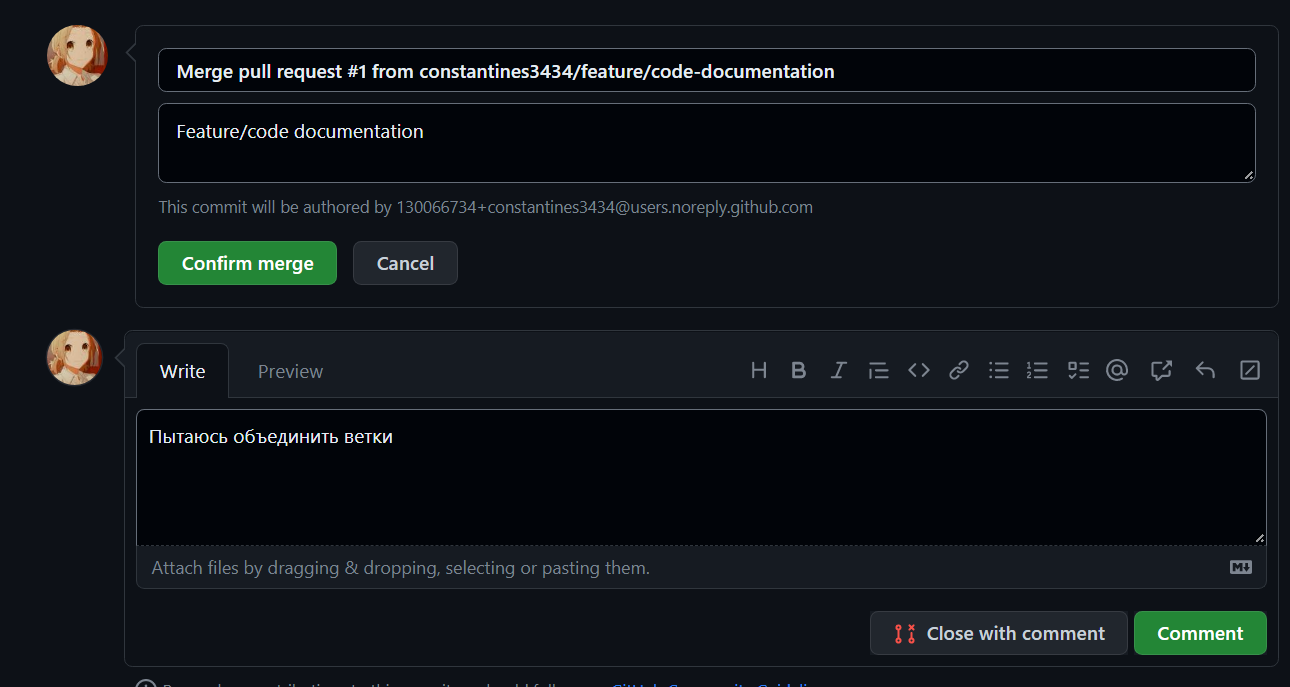 Merge pull request #1 from constantines3434/feature/code-documentation
Feature/code documentation
This commit will be authored by 130066734+constantines3434@users.noreply.github.com
Confirm merge Cancel
Write Preview
Пытаюсь объединить ветки
Attach files by dragging & dropping, selecting or pasting them.
Close with comment Comment